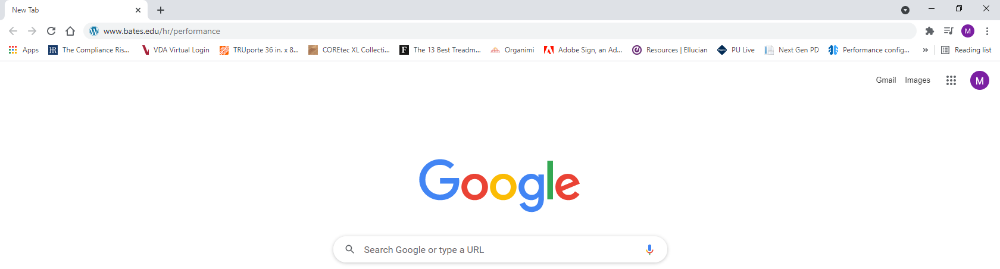 New Tab
www.bates.edu/hr/performance
M
Apps HR The Compliance Ris... VDA Virtual Login TRUporte 36 in. x 8... COREtec XL Collecti... F The 13 Best Treadm... Organimi Adobe Sign, an Ad... Resources | Ellucian PU Live Next Gen PD Performance config... » Reading list
Gmail Images M
Google
Search Google or type a URL